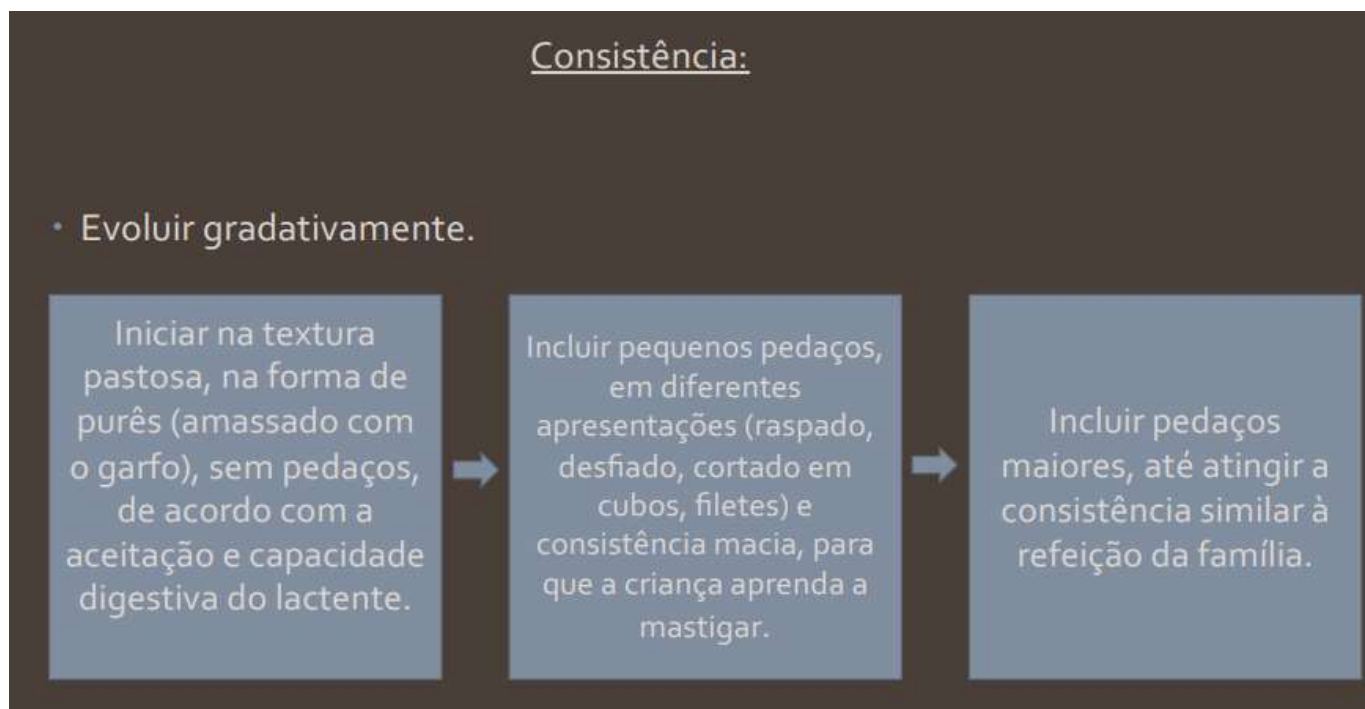 Consistência:
• Evoluir gradativamente.
Iniciar na textura
pastosa, na forma de
purês (amassado com
o garfo), sem pedaços,
de acordo com a
aceitação e capacidade
digestiva do lactente.
Incluir pequenos pedaços,
em diferentes
apresentações (raspado,
desfiado, cortado em
cubos, filetes) e
consistência macia, para
que a criança aprenda a
mastigar.
Incluir pedaços
maiores, até atingir a
consistência similar à
refeição da família.